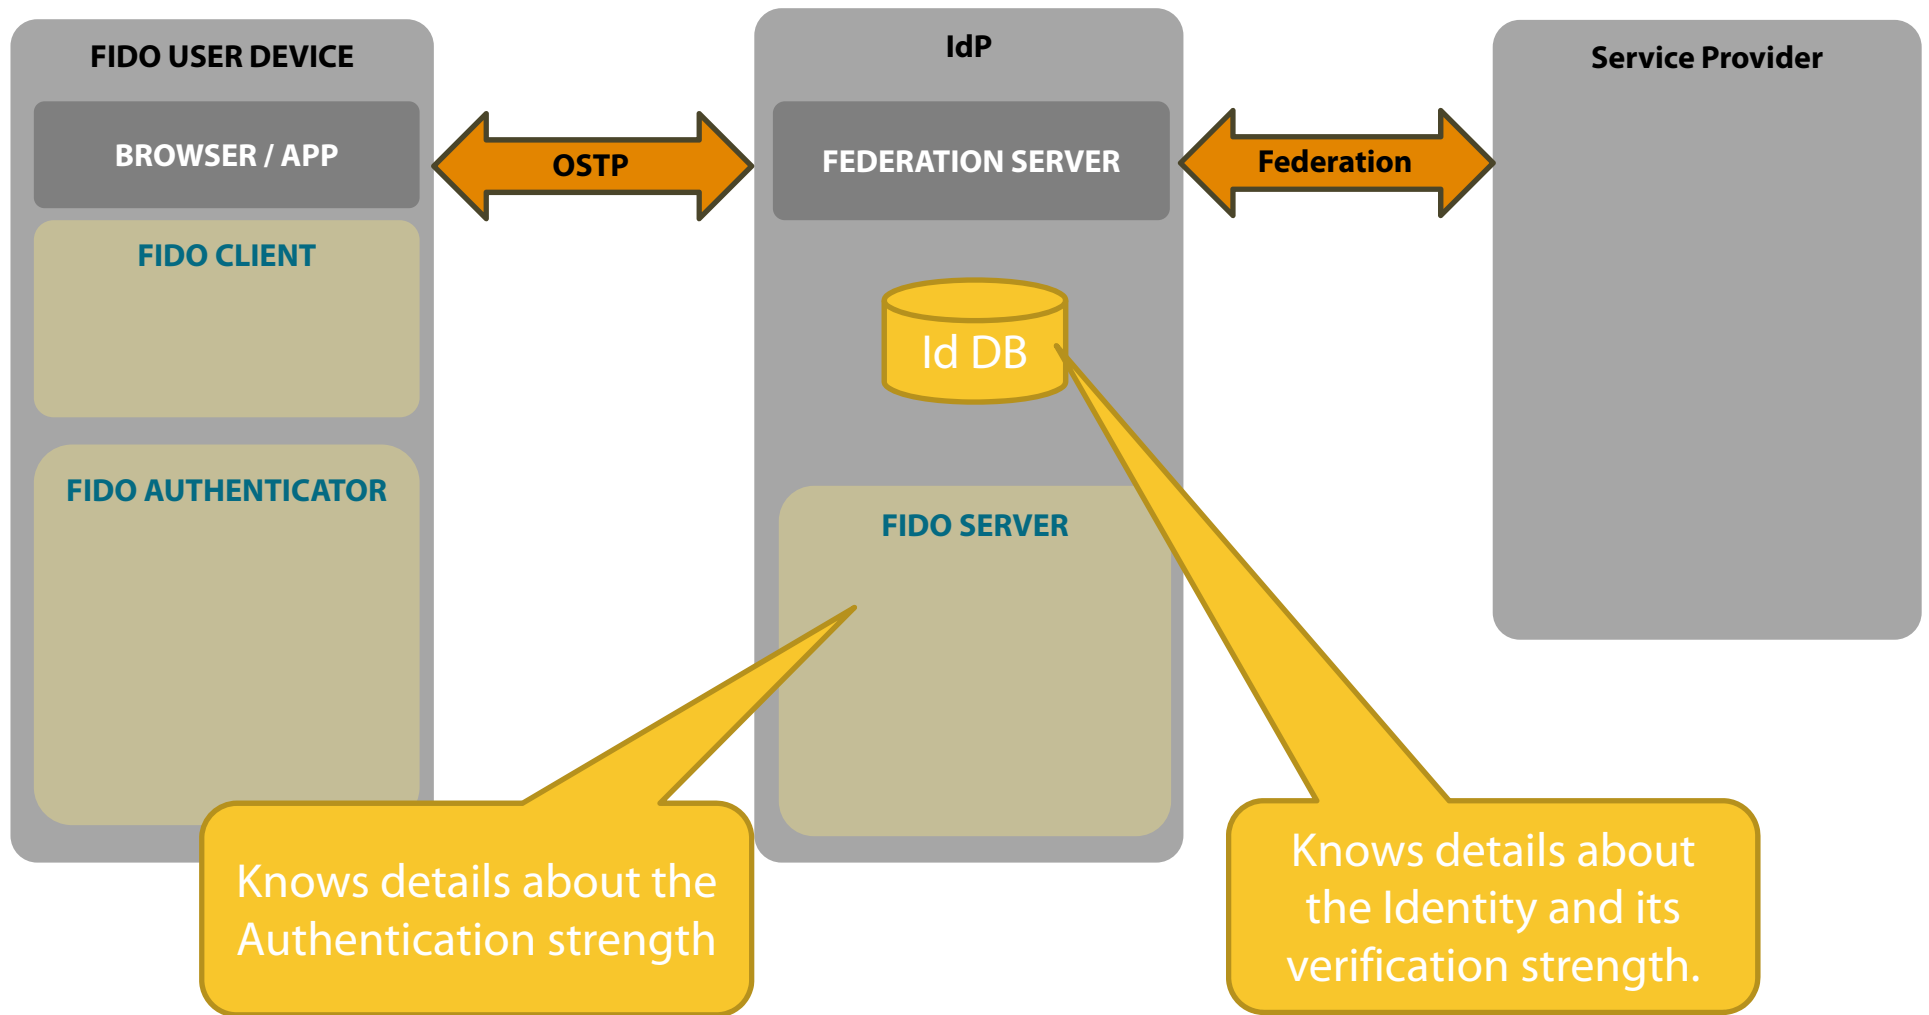 FIDO USER DEVICE
BROWSER / APP
FIDO CLIENT
FIDO AUTHENTICATOR
OSTP
IdP
FEDERATION SERVER
Id DB
FIDO SERVER
Federation
Service Provider
Knows details about the
Authentication strength
Knows details about
the Identity and its
verification strength.